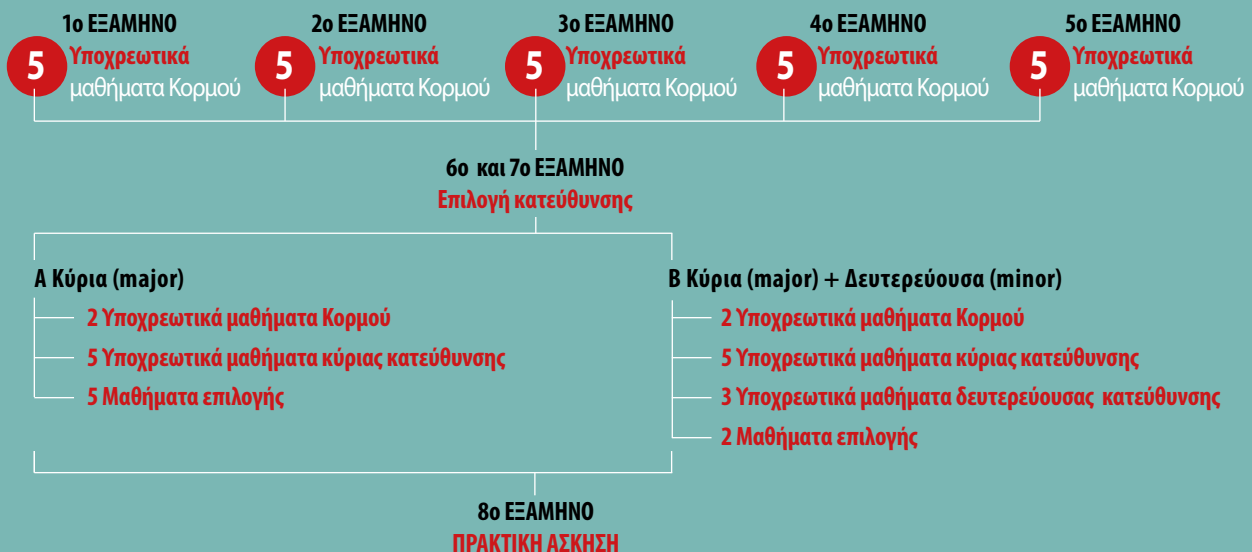 1ο ΕΞΑΜΗΝΟ
5 Υποχρεωτικά
μαθήματα Κορμού
2ο ΕΞΑΜΗΝΟ
5 Υποχρεωτικά
μαθήματα Κορμού
3ο ΕΞΑΜΗΝΟ
5 Υποχρεωτικά
μαθήματα Κορμού
4ο ΕΞΑΜΗΝΟ
5 Υποχρεωτικά
μαθήματα Κορμού
5ο ΕΞΑΜΗΝΟ
5 Υποχρεωτικά
μαθήματα Κορμού
6ο και 7ο ΕΞΑΜΗΝΟ
Επιλογή κατεύθυνσης
Α Κύρια (major)
2 Υποχρεωτικά μαθήματα Κορμού
5 Υποχρεωτικά μαθήματα κύριας κατεύθυνσης
5 Μαθήματα επιλογής
Β Κύρια (major) + Δευτερεύουσα (minor)
2 Υποχρεωτικά μαθήματα Κορμού
5 Υποχρεωτικά μαθήματα κύριας κατεύθυνσης
3 Υποχρεωτικά μαθήματα δευτερεύουσας κατεύθυνσης
2 Μαθήματα επιλογής
8ο ΕΞΑΜΗΝΟ
ΠΡΑΚΤΙΚΗ ΑΣΚΗΣΗ